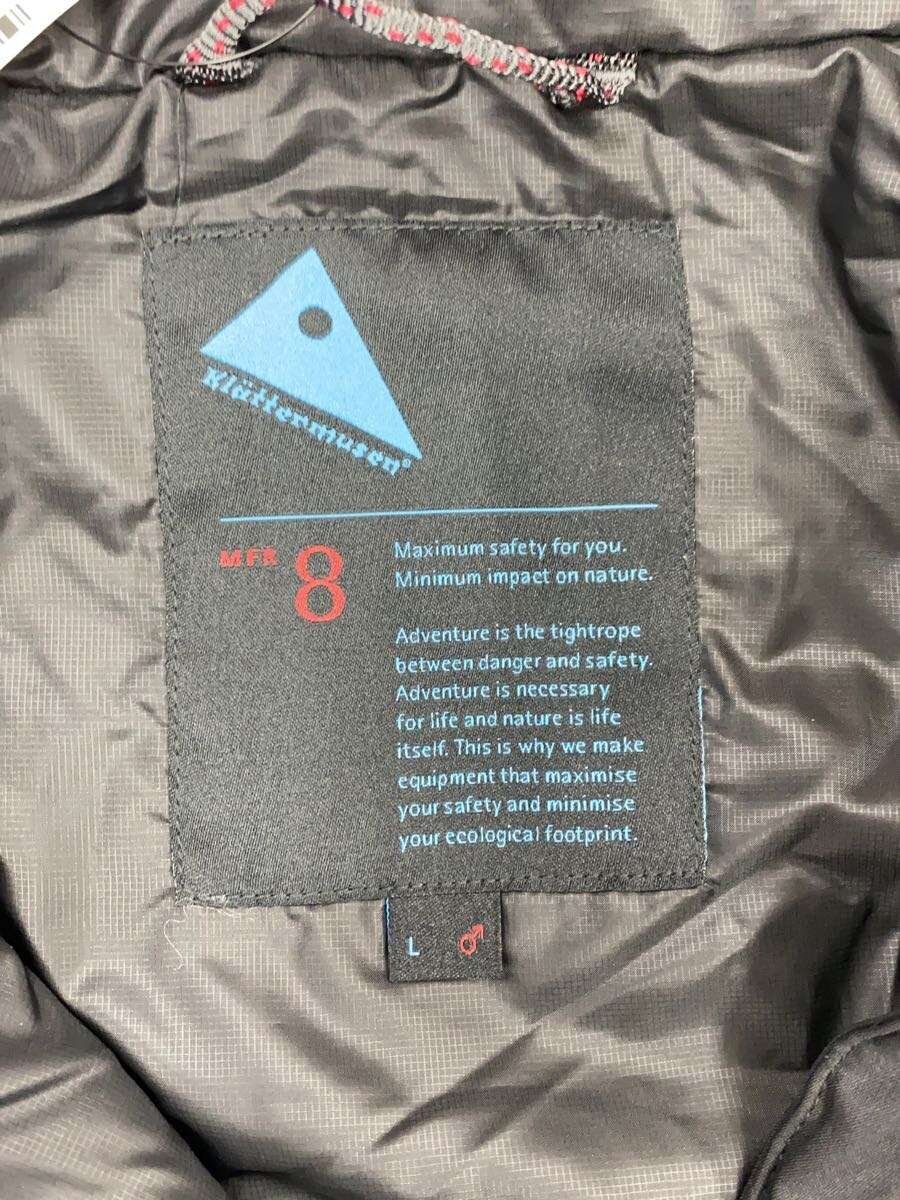 Klättermusen®
MFR 8
Maximum safety for you.
Minimum impact on nature.
Adventure is the tightrope
between danger and safety.
Adventure is necessary
for life and nature is life
itself. This is why we make
equipment that maximise
your safety and minimise
your ecological footprint.
L ♂